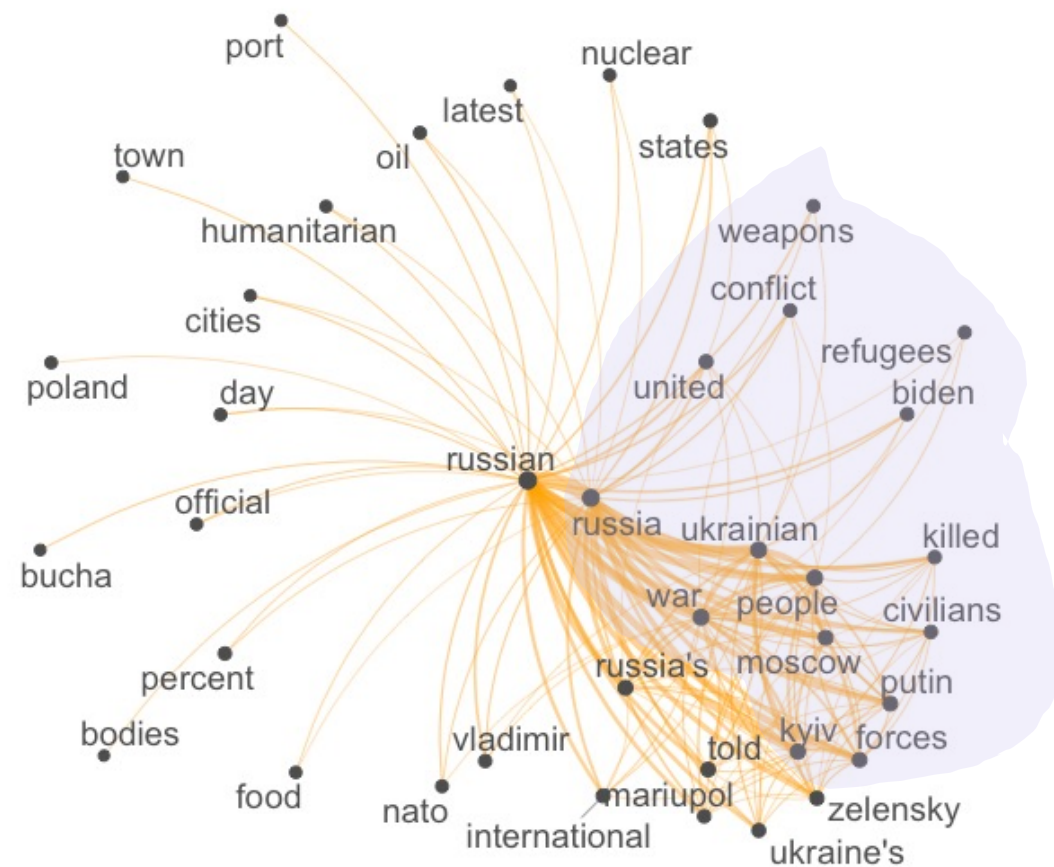 port
nuclear
latest
states
oil
town
humanitarian
weapons
conflict
cities
refugees
united
poland
day
biden
russian
official
russia
ukrainian
killed
bucha
war
people
civilians
russia's
moscow
percent
putin
bodies
vladimir
told
kyiv
forces
food
nato
mariupol
zelensky
international
ukraine's